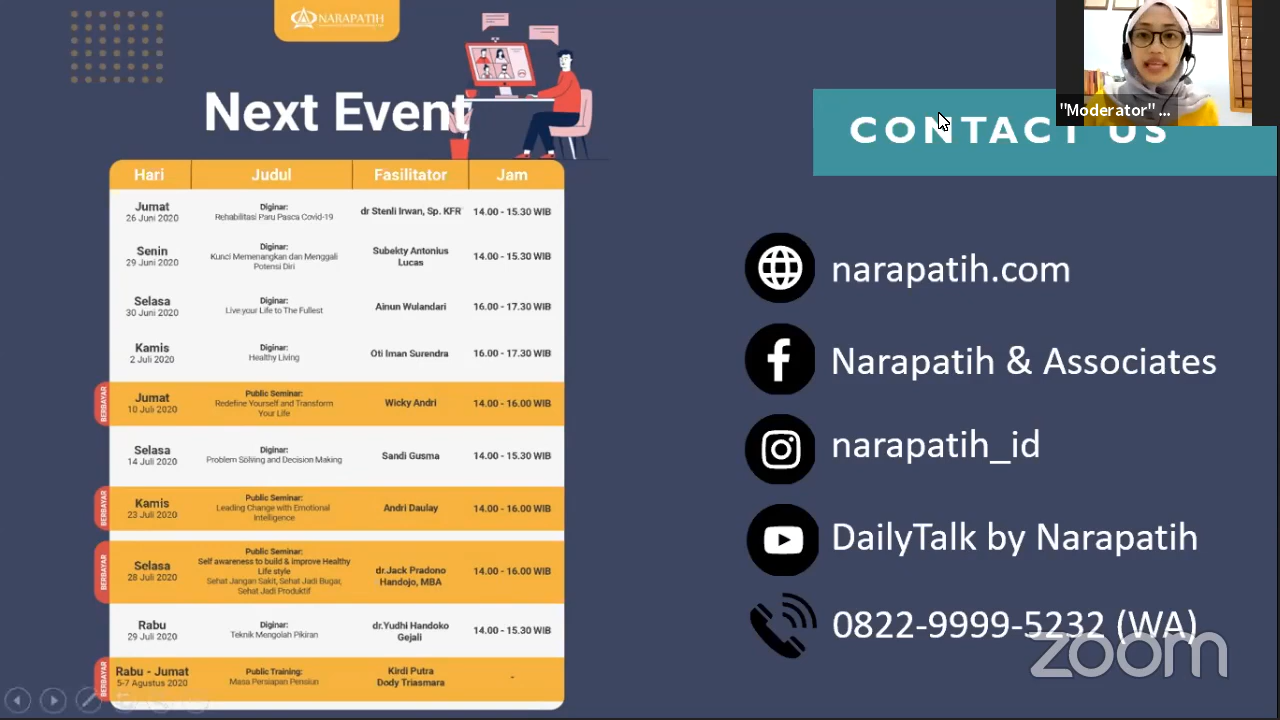 NARAPATIH
Next Event
Hari Judul Fasilitator Jam
Jumat
26 Juni 2020
Diginar:
Rehabilitasi Paru Pasca Covid-19
dr Stenli Irwan, Sp. KFR
14.00 - 15.30 WIB
Senin
29 Juni 2020
Diginar:
Kunci Memenangkan dan Menggali
Potensi Diri
Subekty Antonius
Lucas
14.00 - 15.30 WIB
Selasa
30 Juni 2020
Diginar:
Live your Life to The Fullest
Ainun Wulandari
16.00 - 17.30 WIB
Kamis
2 Juli 2020
Diginar:
Healthy Living
Oti Iman Surendra
16.00 - 17.30 WIB
BERBAYAR
Jumat
10 Juli 2020
Public Seminar:
Redefine Yourself and Transform
Your Life
Wicky Andri
14.00 - 16.00 WIB
Selasa
14 Juli 2020
Diginar:
Problem Solving and Decision Making
Sandi Gusma
14.00 - 15.30 WIB
BERBAYAR
Kamis
23 Juli 2020
Public Seminar:
Leading Change with Emotional
Intelligence
Andri Daulay
14.00 - 16.00 WIB
BERBAYAR
Selasa
28 Juli 2020
Public Seminar:
Self awareness to build & improve Healthy
Life style
Sehat Jangan Sakit, Sehat Jadi Bugar,
Sehat Jadi Produktif
dr.Jack Pradono
Handojo, MBA
14.00 - 16.00 WIB
Rabu
29 Juli 2020
Diginar:
Teknik Mengolah Pikiran
dr.Yudhi Handoko
Gejali
14.00 - 15.30 WIB
BERBAYAR
Rabu - Jumat
5-7 Agustus 2020
Public Training:
Masa Persiapan Pensiun
Kirdi Putra
Dody Triasmara
-
"Moderator" ...
CONTACT US
narapatih.com
Narapatih & Associates
narapatih_id
DailyTalk by Narapatih
0822-9999-5232 (WA)
zoom